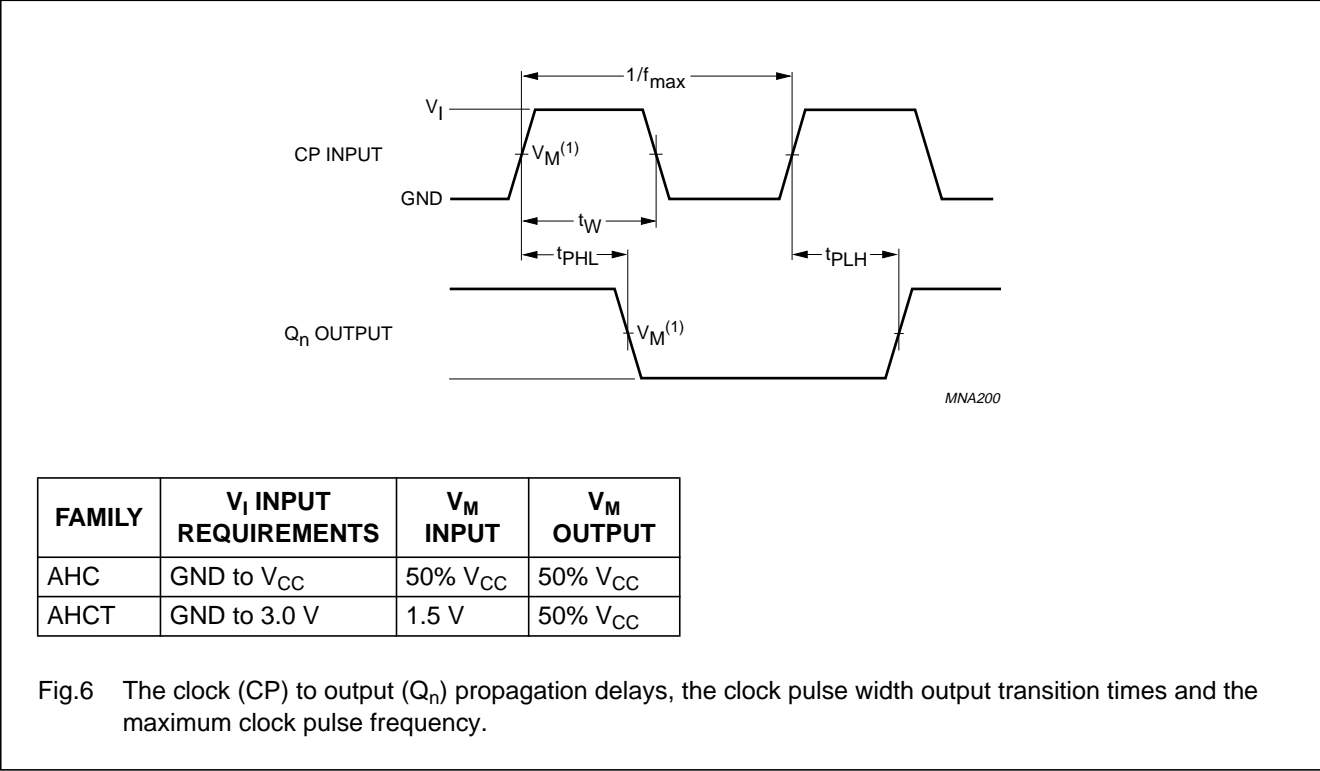 1/fmax
VI
CP INPUT
VM(1)
GND
tW
tPHL
tPLH
Qn OUTPUT
VM(1)
MNA200
FAMILY VI INPUT REQUIREMENTS VM INPUT VM OUTPUT
AHC GND to VCC 50% VCC 50% VCC
AHCT GND to 3.0 V 1.5 V 50% VCC
Fig.6 The clock (CP) to output (Qn) propagation delays, the clock pulse width output transition times and the
maximum clock pulse frequency.